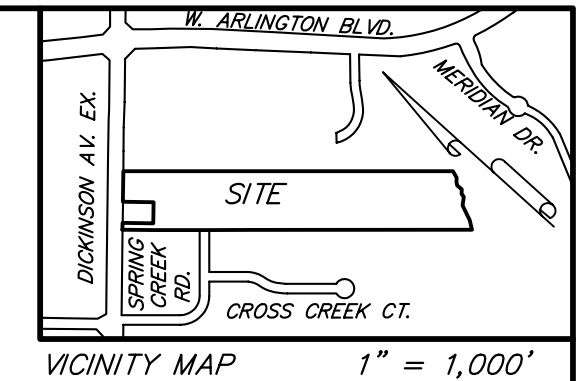 W. ARLINGTON BLVD.
MERIDIAN DR.
DICKINSON AV. EX.
SITE
SPRING
CREEK
RD.
CROSS CREEK CT.
VICINITY MAP 1" = 1,000'